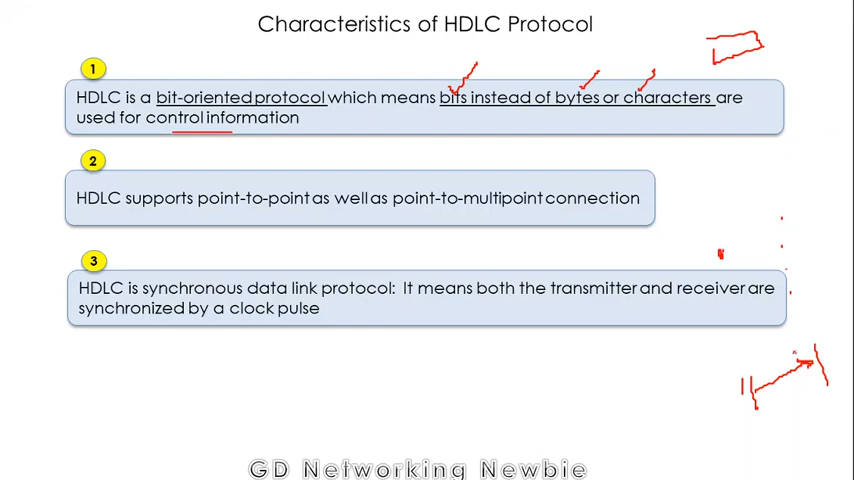 Characteristics of HDLC Protocol
1
HDLC is a bit-oriented protocol which means bits instead of bytes or characters are
used for control information
2
HDLC supports point-to-point as well as point-to-multipoint connection
3
HDLC is synchronous data link protocol: It means both the transmitter and receiver are
synchronized by a clock pulse
GD Networking Newbie